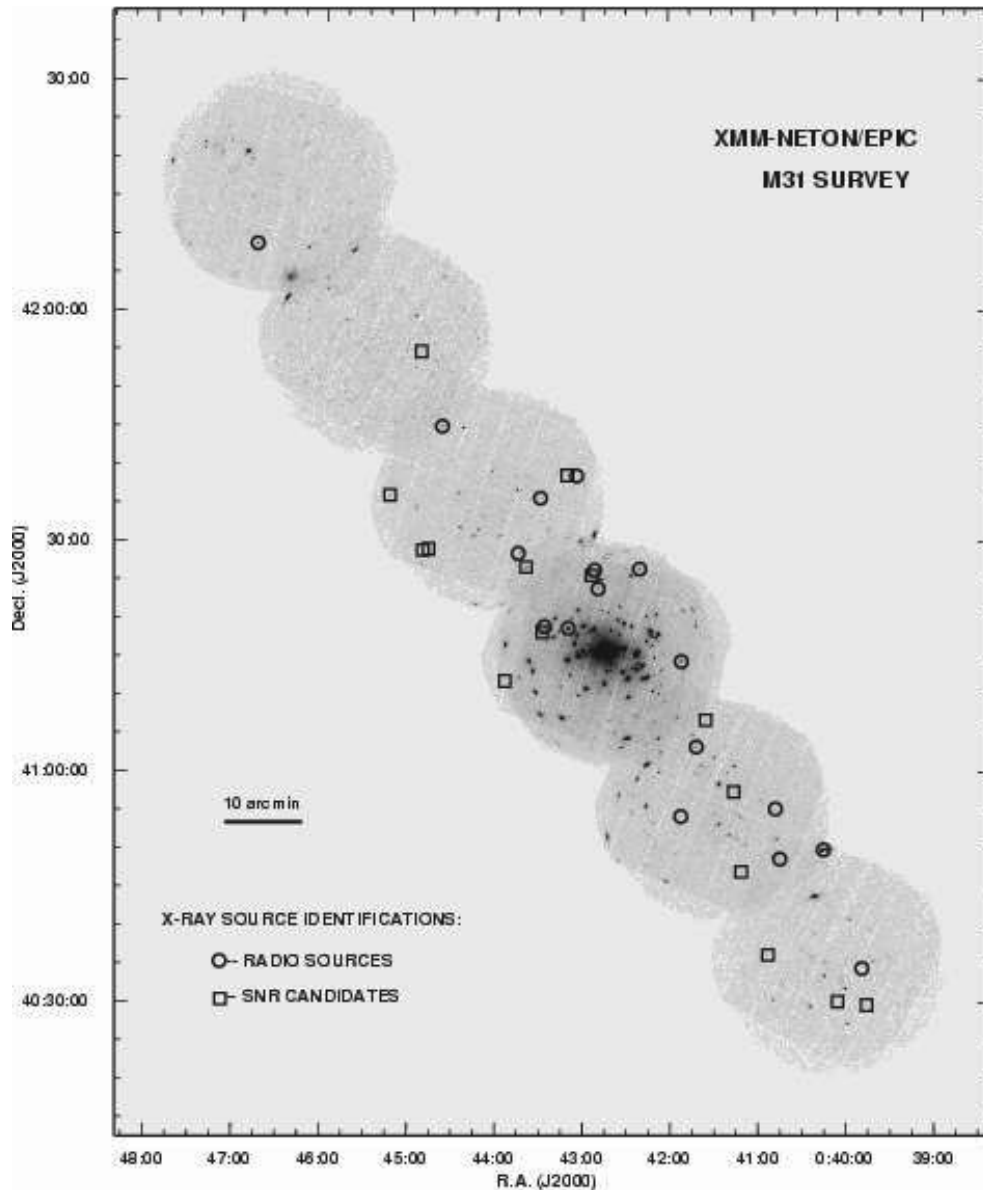 30:00
XMM-NETON/EPIC
M31 SURVEY
42:00:00
30:00
Decl. (J2000)
41:00:00
10 arcmin
X-RAY SOURCE IDENTIFICATIONS:
RADIO SOURCES
SNR CANDIDATES
40:30:00
48:00 47:00 46:00 45:00 44:00 43:00 42:00 41:00 0:40:00 39:00
R.A. (J2000)